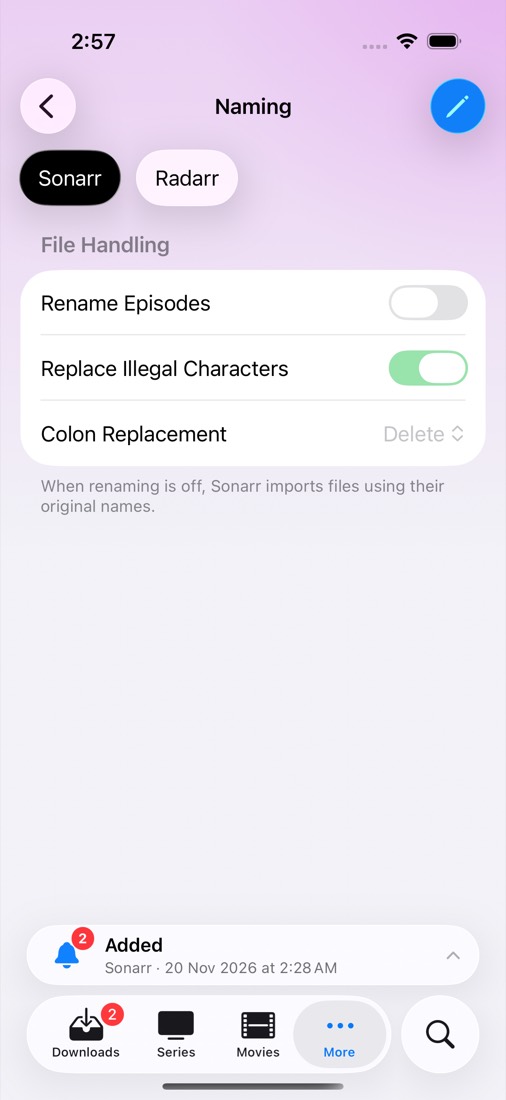 2:57
Naming
Sonarr
Radarr
File Handling
Rename Episodes
Replace Illegal Characters
Colon Replacement
Delete
When renaming is off, Sonarr imports files using their
original names.
2
Added
Sonarr · 20 Nov 2026 at 2:28 AM
2
Downloads
Series
Movies
More